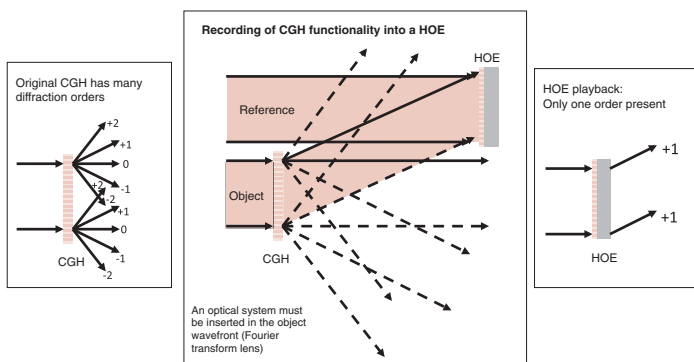 Original CGH has many
diffraction orders
+2
+1
0
-1
+2
-2
+1
0
-1
-2
CGH
Recording of CGH functionality into a HOE
HOE
Reference
Object
CGH
An optical system must
be inserted in the object
wavefront (Fourier
transform lens)
HOE playback:
Only one order present
+1
+1
HOE